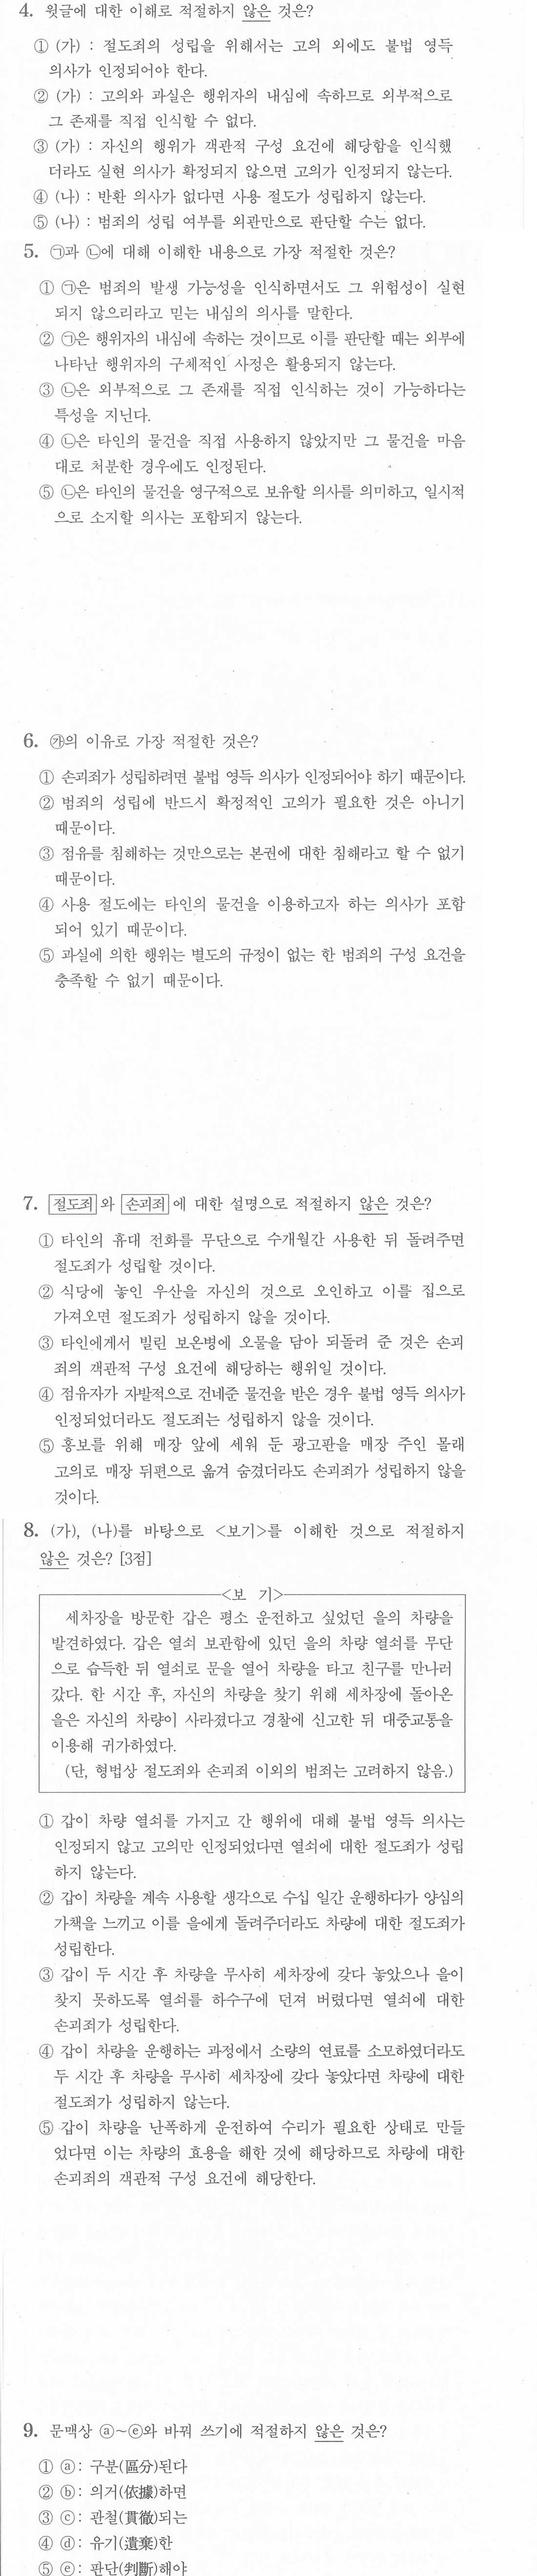 4. 윗글에 대한 이해로 적절하지 않은 것은?
① (가) : 절도죄의 성립을 위해서는 고의 외에도 불법 영득
의사가 인정되어야 한다.
② (가) : 고의와 과실은 행위자의 내심에 속하므로 외부적으로
그 존재를 직접 인식할 수 없다.
③ (가) : 자신의 행위가 객관적 구성 요건에 해당함을 인식했
더라도 실현 의사가 확정되지 않으면 고의가 인정되지 않는다.
④ (나) : 반환 의사가 없다면 사용 절도가 성립하지 않는다.
⑤ (나) : 범죄의 성립 여부를 외관만으로 판단할 수는 없다.
5. ㉠과 ㉡에 대해 이해한 내용으로 가장 적절한 것은?
① ㉠은 범죄의 발생 가능성을 인식하면서도 그 위험성이 실현
되지 않으리라고 믿는 내심의 의사를 말한다.
② ㉠은 행위자의 내심에 속하는 것이므로 이를 판단할 때는 외부에
나타난 행위자의 구체적인 사정은 활용되지 않는다.
③ ㉡은 외부적으로 그 존재를 직접 인식하는 것이 가능하다는
특성을 지닌다.
④ ㉡은 타인의 물건을 직접 사용하지 않았지만 그 물건을 마음
대로 처분한 경우에도 인정된다.
⑤ ㉡은 타인의 물건을 영구적으로 보유할 의사를 의미하고, 일시적
으로 소지할 의사는 포함되지 않는다.
6. ㉮의 이유로 가장 적절한 것은?
① 손괴죄가 성립하려면 불법 영득 의사가 인정되어야 하기 때문이다.
② 범죄의 성립에 반드시 확정적인 고의가 필요한 것은 아니기
때문이다.
③ 점유를 침해하는 것만으로는 본권에 대한 침해라고 할 수 없기
때문이다.
④ 사용 절도에는 타인의 물건을 이용하고자 하는 의사가 포함
되어 있기 때문이다.
⑤ 과실에 의한 행위는 별도의 규정이 없는 한 범죄의 구성 요건을
충족할 수 없기 때문이다.
7. 절도죄와 손괴죄에 대한 설명으로 적절하지 않은 것은?
① 타인의 휴대 전화를 무단으로 수개월간 사용한 뒤 돌려주면
절도죄가 성립할 것이다.
② 식당에 놓인 우산을 자신의 것으로 오인하고 이를 집으로
가져오면 절도죄가 성립하지 않을 것이다.
③ 타인에게서 빌린 보온병에 오물을 담아 되돌려 준 것은 손괴
죄의 객관적 구성 요건에 해당하는 행위일 것이다.
④ 점유자가 자발적으로 건네준 물건을 받은 경우 불법 영득 의사가
인정되었더라도 절도죄는 성립하지 않을 것이다.
⑤ 홍보를 위해 매장 앞에 세워 둔 광고판을 매장 주인 몰래
고의로 매장 뒤편으로 옮겨 숨겼더라도 손괴죄가 성립하지 않을
것이다.
8. (가), (나)를 바탕으로 <보기>를 이해한 것으로 적절하지
않은 것은? [3점]
<보 기>
세차장을 방문한 갑은 평소 운전하고 싶었던 을의 차량을
발견하였다. 갑은 열쇠 보관함에 있던 을의 차량 열쇠를 무단
으로 습득한 뒤 열쇠로 문을 열어 차량을 타고 친구를 만나러
갔다. 한 시간 후, 자신의 차량을 찾기 위해 세차장에 돌아온
을은 자신의 차량이 사라졌다고 경찰에 신고한 뒤 대중교통을
이용해 귀가하였다.
(단, 형법상 절도죄와 손괴죄 이외의 범죄는 고려하지 않음.)
① 갑이 차량 열쇠를 가지고 간 행위에 대해 불법 영득 의사는
인정되지 않고 고의만 인정되었다면 열쇠에 대한 절도죄가 성립
하지 않는다.
② 갑이 차량을 계속 사용할 생각으로 수십 일간 운행하다가 양심의
가책을 느끼고 이를 을에게 돌려주더라도 차량에 대한 절도죄가
성립한다.
③ 갑이 두 시간 후 차량을 무사히 세차장에 갖다 놓았으나 을이
찾지 못하도록 열쇠를 하수구에 던져 버렸다면 열쇠에 대한
손괴죄가 성립한다.
④ 갑이 차량을 운행하는 과정에서 소량의 연료를 소모하였더라도
두 시간 후 차량을 무사히 세차장에 갖다 놓았다면 차량에 대한
절도죄가 성립하지 않는다.
⑤ 갑이 차량을 난폭하게 운전하여 수리가 필요한 상태로 만들
었다면 이는 차량의 효용을 해한 것에 해당하므로 차량에 대한
손괴죄의 객관적 구성 요건에 해당한다.
9. 문맥상 ⓐ~ⓔ와 바꿔 쓰기에 적절하지 않은 것은?
① ⓐ: 구분(區分)된다
② ⓑ: 의거(依據)하면
③ ⓒ: 관철(貫徹)되는
④ ⓓ: 유기(遺棄)한
⑤ ⓔ: 판단(判斷)해야